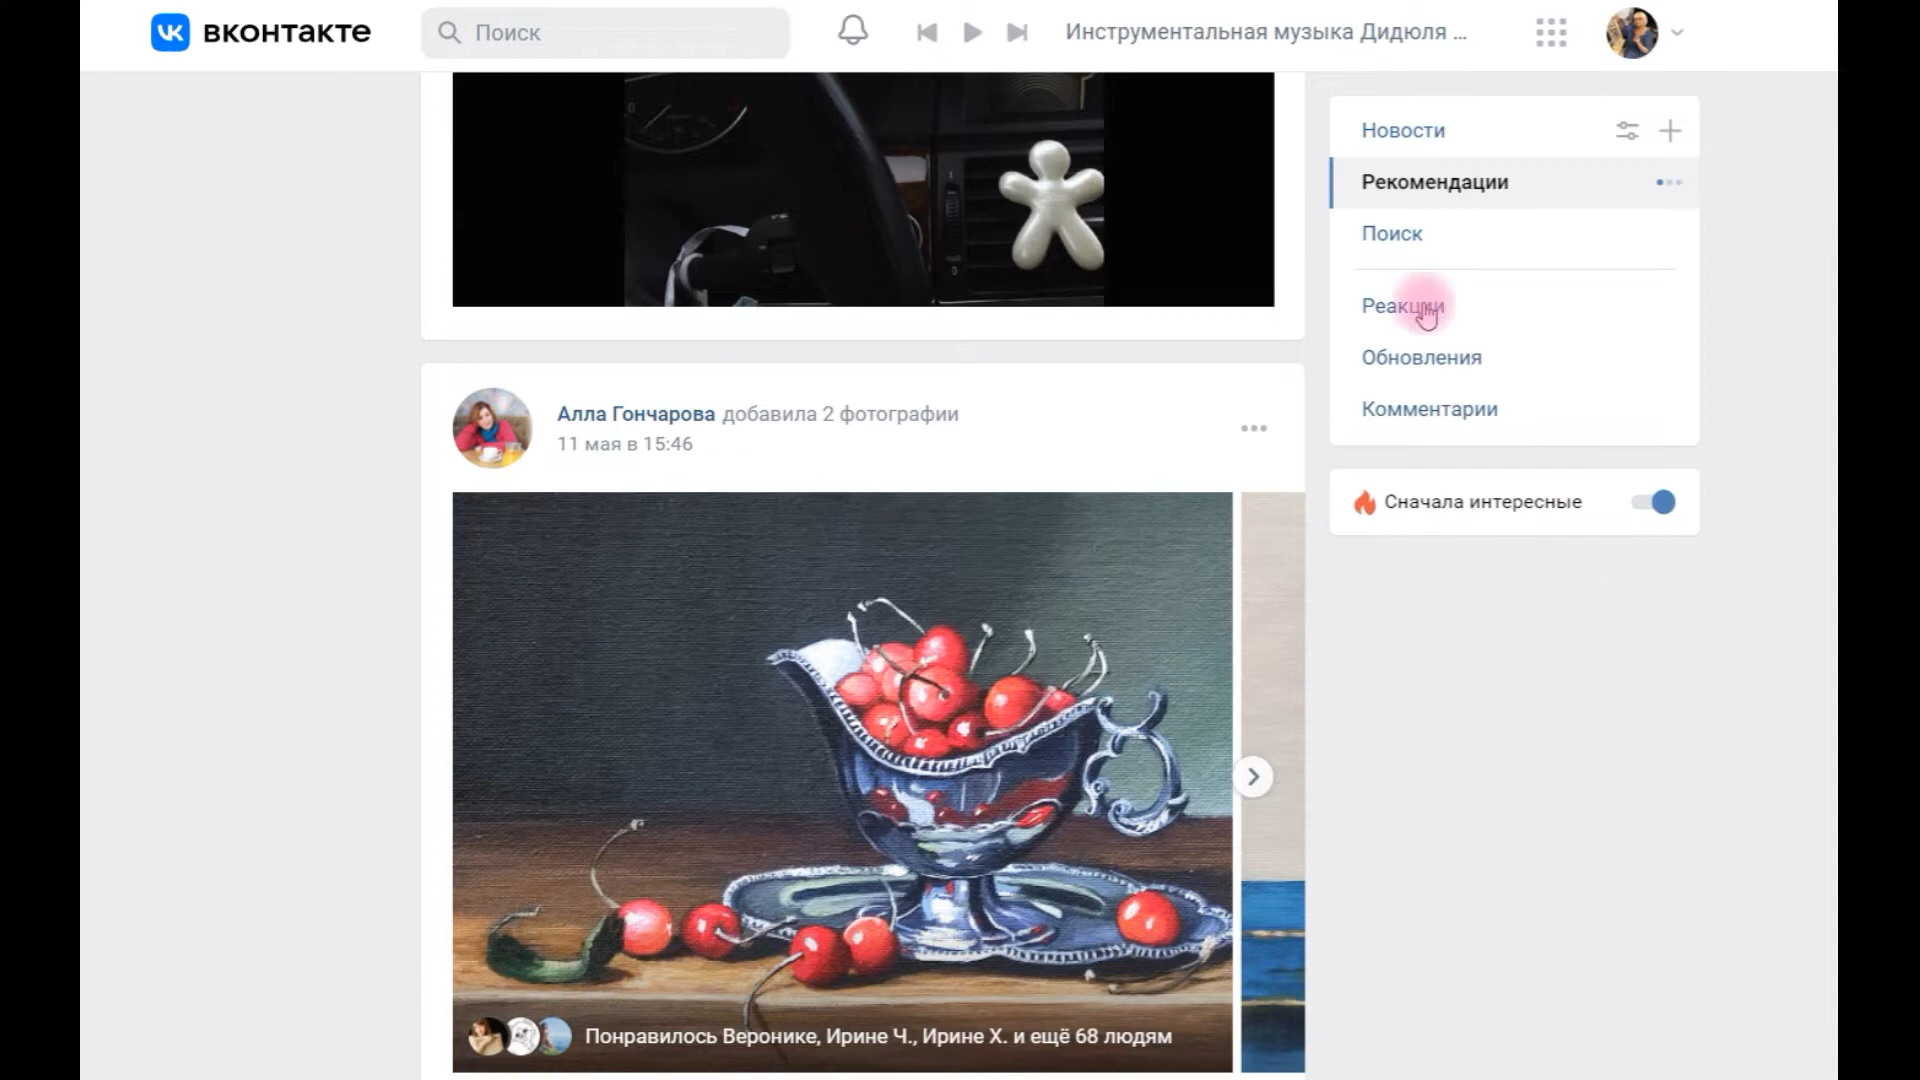 вконтакте
Поиск
Инструментальная музыка Дидюля ...
Новости
Рекомендации
Поиск
Реакции
Обновления
Комментарии
Сначала интересные
Алла Гончарова добавила 2 фотографии
11 мая в 15:46
Понравилось Веронике, Ирине Ч., Ирине Х. и ещё 68 людям